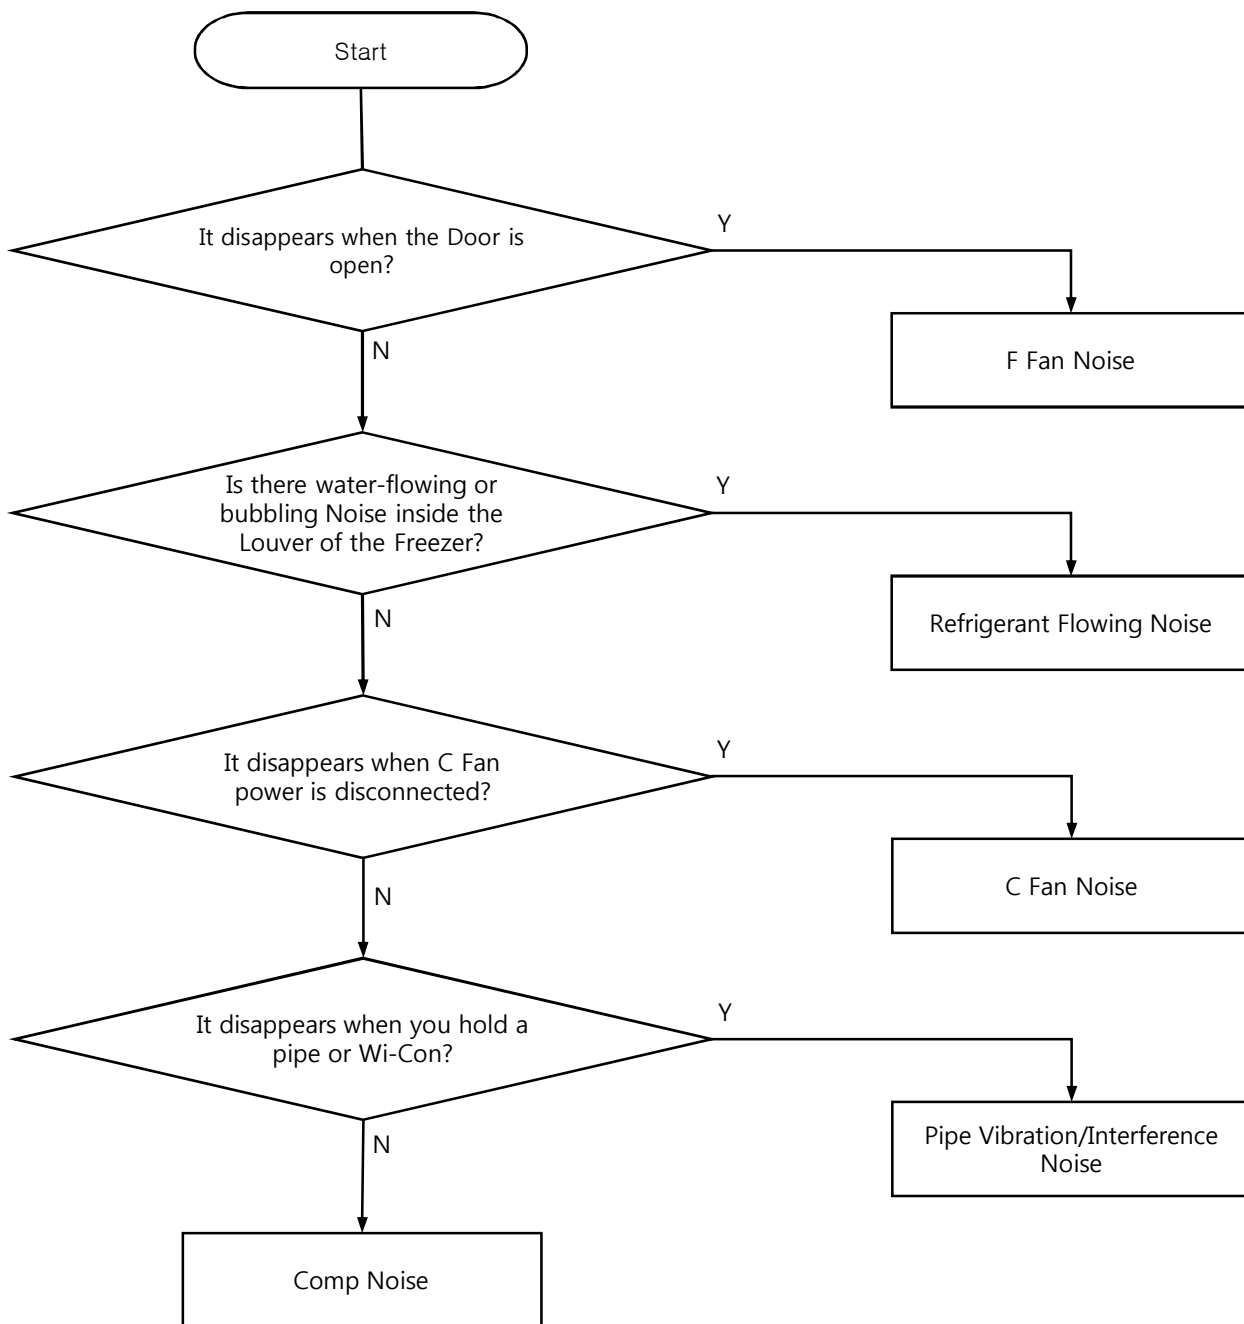 Start
It disappears when the Door is
open?
Y
F Fan Noise
N
Is there water-flowing or
bubbling Noise inside the
Louver of the Freezer?
Y
Refrigerant Flowing Noise
N
It disappears when C Fan
power is disconnected?
Y
C Fan Noise
N
It disappears when you hold a
pipe or Wi-Con?
Y
Pipe Vibration/Interference
Noise
N
Comp Noise